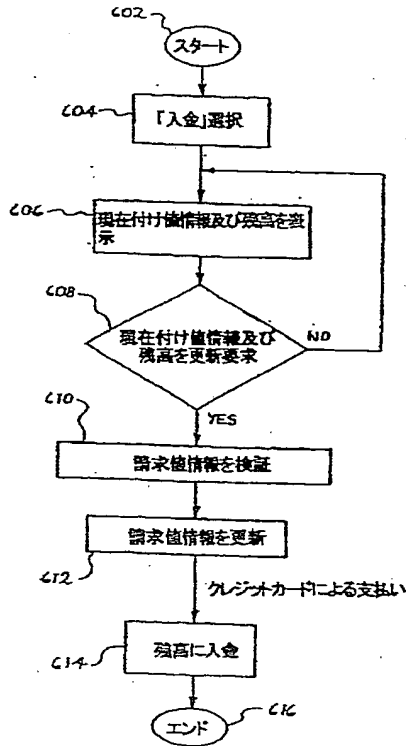 602
スタート
604
「入金」選択
606
現在付け値情報及び残高を表
示
608
現在付け値情報及び
残高を更新要求
NO
YES
610
請求値情報を検証
請求値情報を更新
612
クレジットカードによる支払い
残高に入金
614
エンド
616